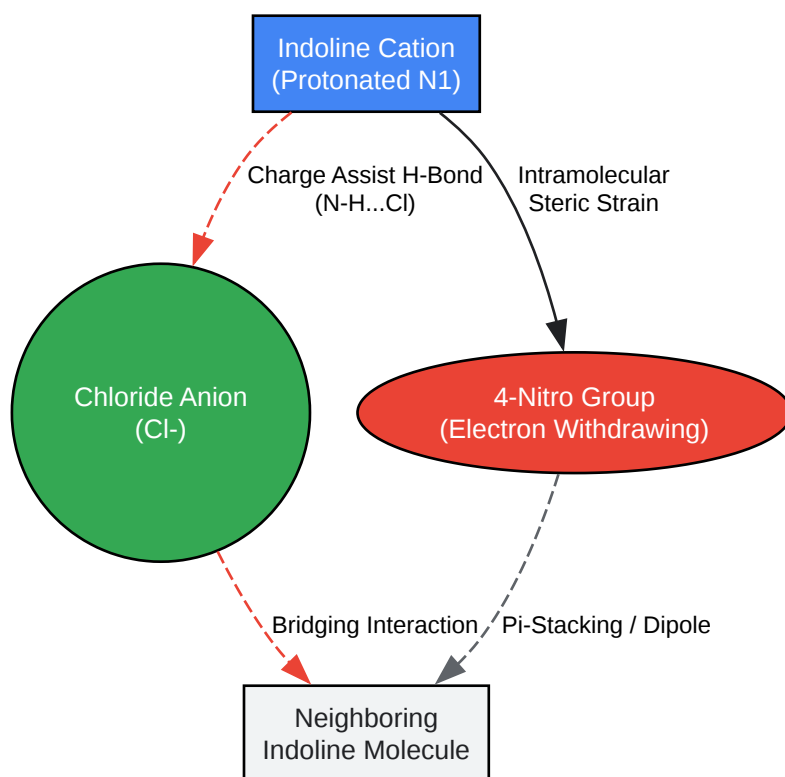 Indoline Cation
(Protonated N1)
Charge Assist H-Bond
(N-H...Cl)
Intramolecular
Steric Strain
Chloride Anion
(Cl-)
4-Nitro Group
(Electron Withdrawing)
Bridging Interaction
Pi-Stacking / Dipole
Neighboring
Indoline Molecule